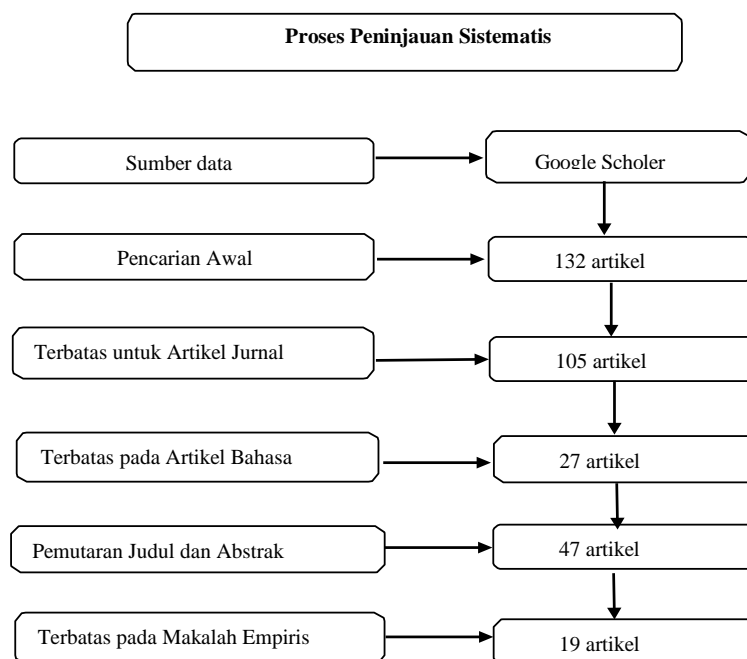 Proses Peninjauan Sistematis
Sumber data
Google Scholer
Pencarian Awal
132 artikel
Terbatas untuk Artikel Jurnal
105 artikel
Terbatas pada Artikel Bahasa
27 artikel
Pemutaran Judul dan Abstrak
47 artikel
Terbatas pada Makalah Empiris
19 artikel